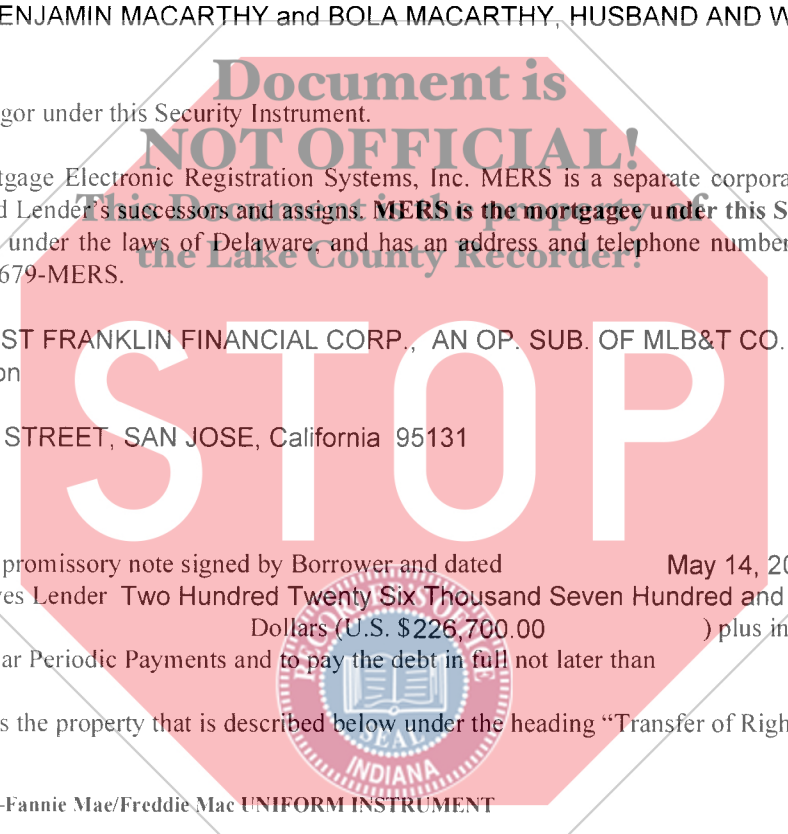 ENJAMIN MACARTHY and BOLA MACARTHY, HUSBAND AND W
Document is
gor under this Security Instrument.
NOT OFFICIAL!
tgage Electronic Registration Systems, Inc. MERS is a separate corpora
This Document is the property of
d Lender's successors and assigns. MERS is the mortgagee under this S
under the laws of Delaware, and has an address and telephone number
the Lake County Recorder!
679-MERS.
ST FRANKLIN FINANCIAL CORP., AN OP. SUB. OF MLB&T CO.
on
STOP
STREET, SAN JOSE, California 95131
promissory note signed by Borrower and dated May 14, 20
es Lender Two Hundred Twenty Six Thousand Seven Hundred and
Dollars (U.S. $226,700.00 ) plus in
ar Periodic Payments and to pay the debt in full not later than
RECORDER'S OFFICE
s the property that is described below under the heading “Transfer of Righ
SEAL
INDIANA
-Fannie Mae/Freddie Mac UNIFORM INSTRUMENT